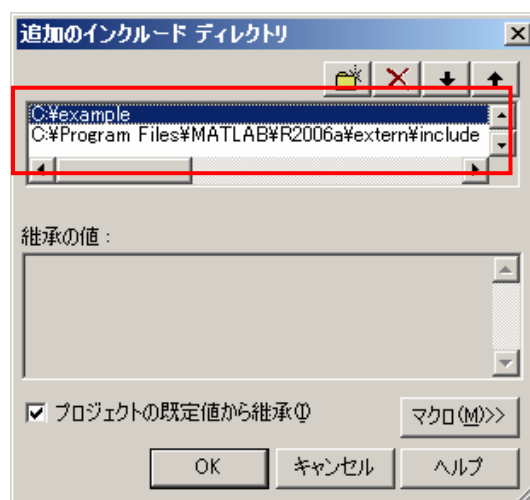 追加のインクルード ディレクトリ
C:¥example
C:¥Program Files¥MATLAB¥R2006a¥extern¥include
継承の値：
プロジェクトの既定値から継承(I)
マクロ(M)>>
OK
キャンセル
ヘルプ